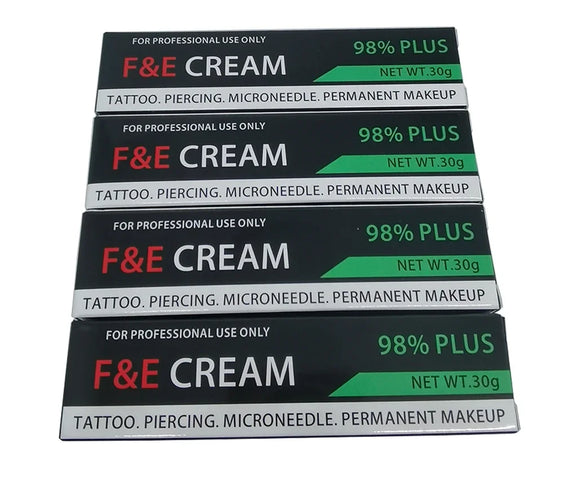 FOR PROFESSIONAL USE ONLY
98% PLUS
F&E CREAM
NET WT.30g
TATTOO. PIERCING. MICRONEEDLE. PERMANENT MAKEUP
FOR PROFESSIONAL USE ONLY
98% PLUS
F&E CREAM
NET WT.30g
TATTOO. PIERCING. MICRONEEDLE. PERMANENT MAKEUP
FOR PROFESSIONAL USE ONLY
98% PLUS
F&E CREAM
NET WT.30g
TATTOO. PIERCING. MICRONEEDLE. PERMANENT MAKEUP
FOR PROFESSIONAL USE ONLY
98% PLUS
F&E CREAM
NET WT.30g
TATTOO. PIERCING. MICRONEEDLE. PERMANENT MAKEUP